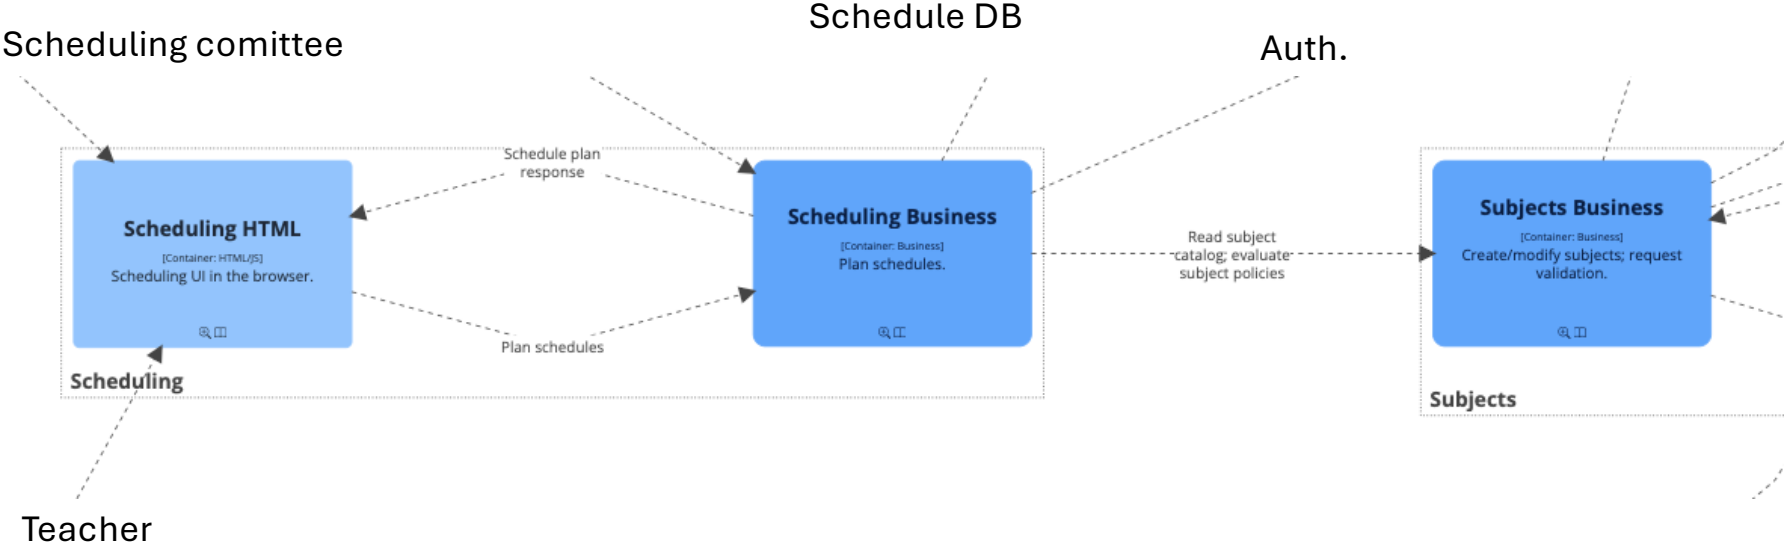 Schedule DB
Scheduling comittee
Auth.
Schedule plan
response
Scheduling HTML
[Container: HTML/JS]
Scheduling UI in the browser.
Scheduling Business
[Container: Business]
Plan schedules.
Read subject
catalog; evaluate
subject policies
Subjects Business
[Container: Business]
Create/modify subjects; request
validation.
Plan schedules
Scheduling
Subjects
Teacher